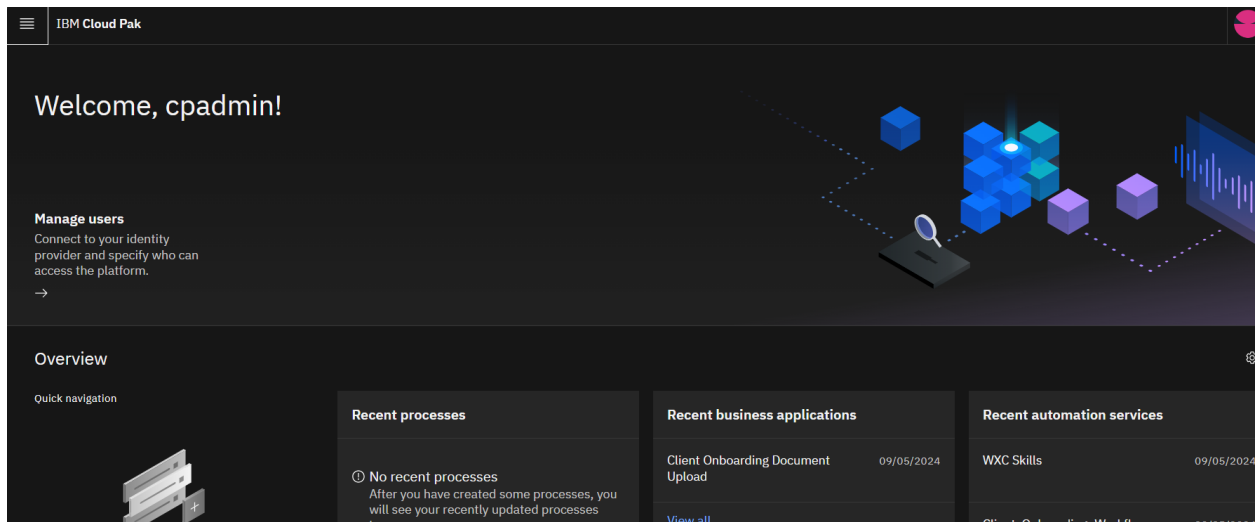 IBM Cloud Pak
Welcome, cpadmin!
Manage users
Connect to your identity
provider and specify who can
access the platform.
Overview
Quick navigation
Recent processes
No recent processes
After you have created some processes, you
will see your recently updated processes
Recent business applications
Client Onboarding Document 09/05/2024
Upload
View all
Recent automation services
WXC Skills 09/05/2024